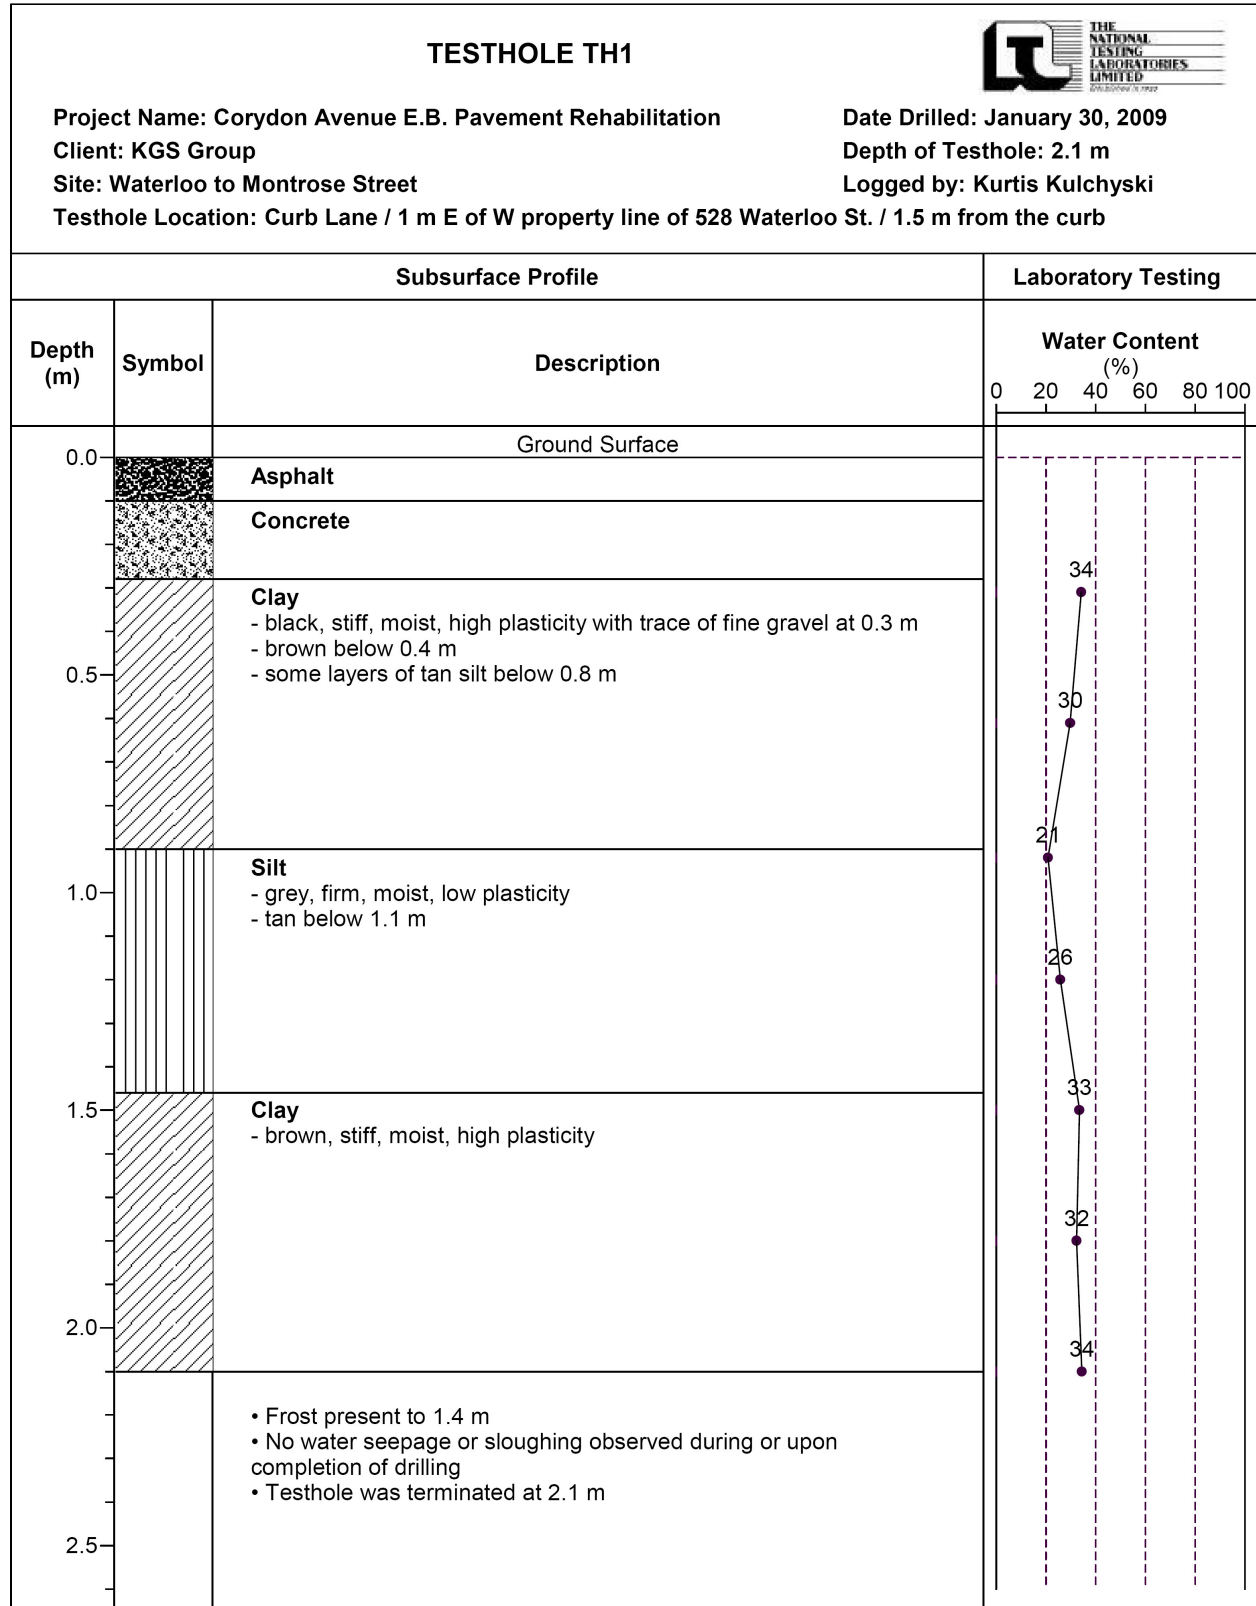 TESTHOLE TH1
THE
NATIONAL
TESTING
LABORATORIES
LIMITED
Established in 1923
Project Name: Corydon Avenue E.B. Pavement Rehabilitation
Date Drilled: January 30, 2009
Client: KGS Group
Depth of Testhole: 2.1 m
Site: Waterloo to Montrose Street
Logged by: Kurtis Kulchyski
Testhole Location: Curb Lane / 1 m E of W property line of 528 Waterloo St. / 1.5 m from the curb
Subsurface Profile
Laboratory Testing
Depth
(m)
Symbol
Description
Water Content
(%)
0 20 40 60 80 100
Ground Surface
0.0
Asphalt
Concrete
34
Clay
- black, stiff, moist, high plasticity with trace of fine gravel at 0.3 m
- brown below 0.4 m
0.5
- some layers of tan silt below 0.8 m
30
21
Silt
1.0
- grey, firm, moist, low plasticity
- tan below 1.1 m
26
33
1.5
Clay
- brown, stiff, moist, high plasticity
32
2.0
34
• Frost present to 1.4 m
• No water seepage or sloughing observed during or upon
completion of drilling
• Testhole was terminated at 2.1 m
2.5